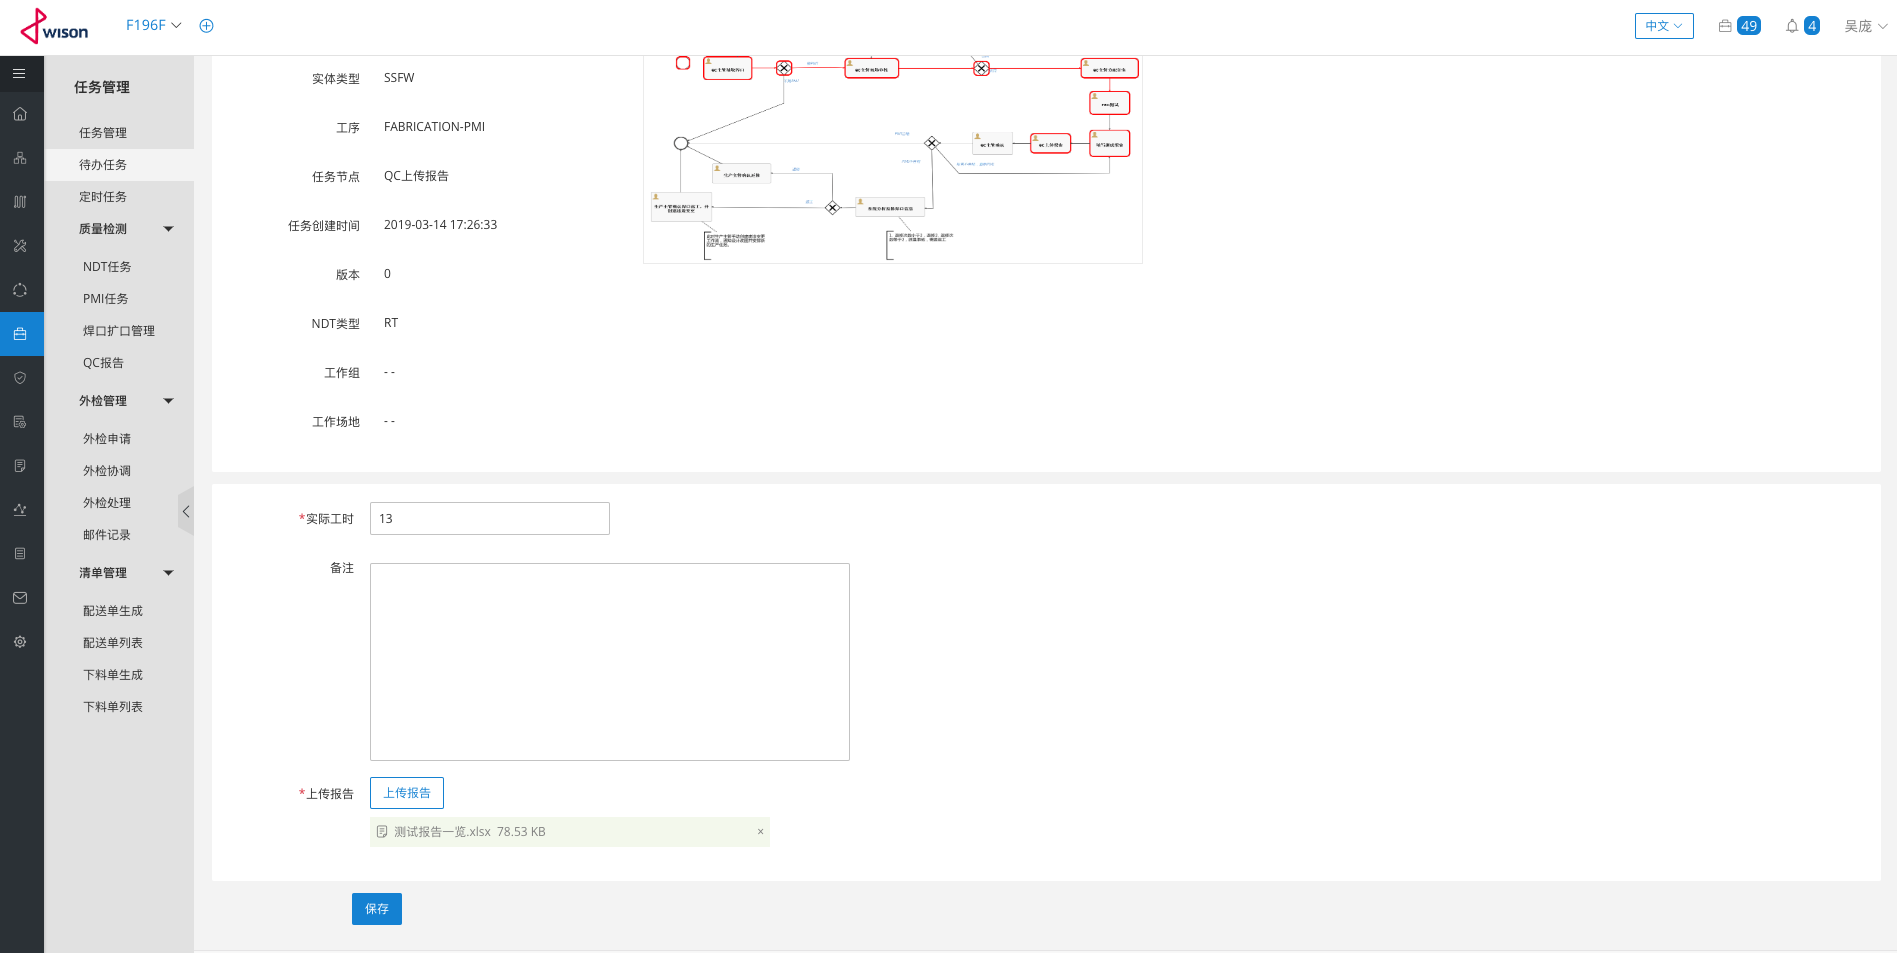 wison
F196F
中文
49
4
吴庞
任务管理
任务管理
待办任务
定时任务
质量检测
NDT任务
PMI任务
焊口扩口管理
QC报告
外检管理
外检申请
外检协调
外检处理
邮件记录
清单管理
配送单生成
配送单列表
下料单生成
下料单列表
实体类型 SSFW
工序 FABRICATION-PMI
任务节点 QC上传报告
任务创建时间 2019-03-14 17:26:33
版本 0
NDT类型 RT
工作组 - -
工作场地 - -
*实际工时 13
备注
*上传报告 上传报告
测试报告一览.xlsx 78.53 KB ×
保存